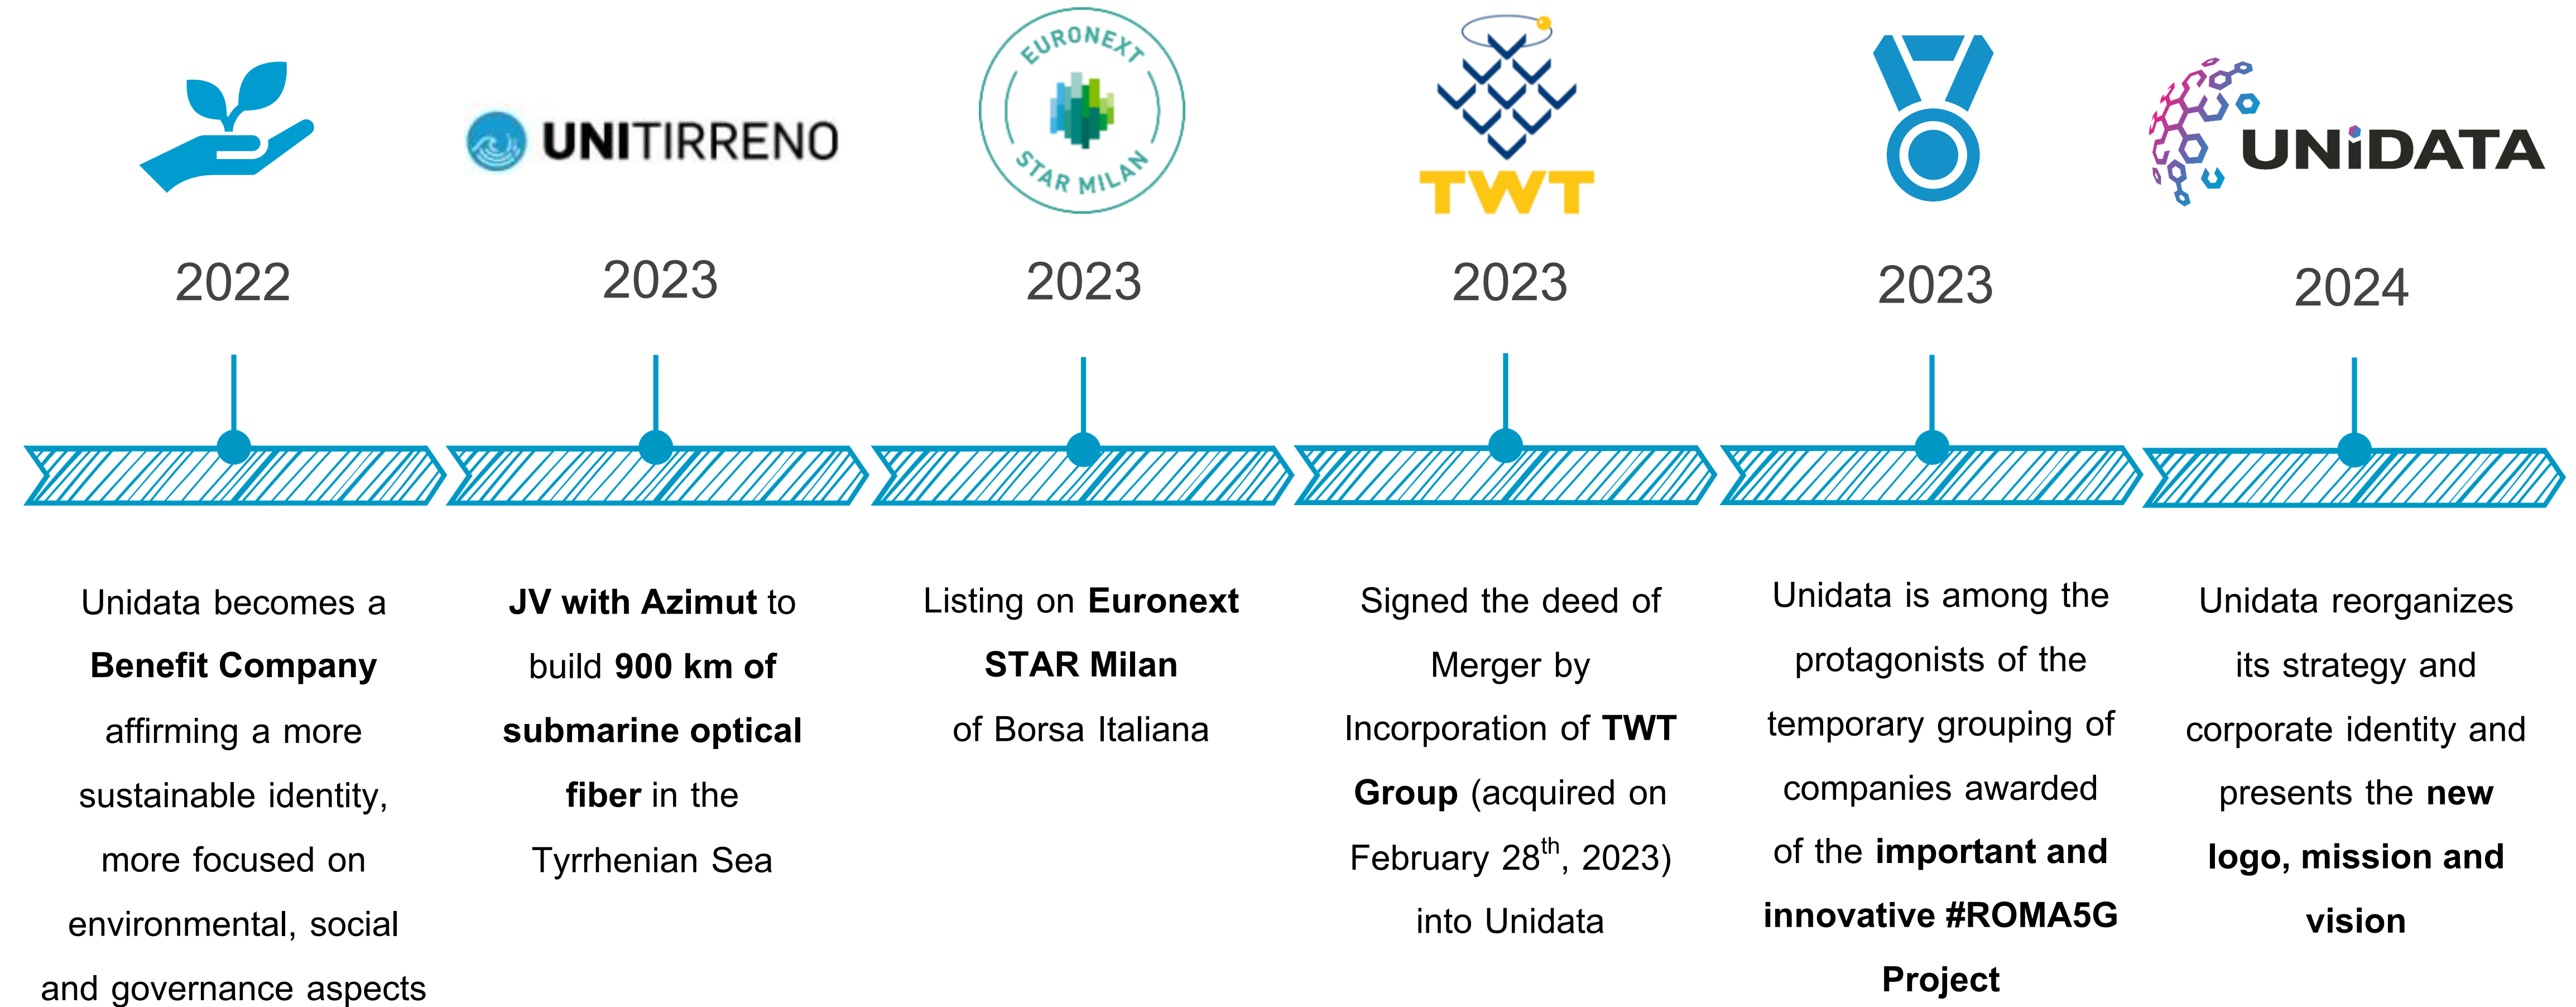 UNITIRRENO
EURONEXT
STAR MILAN
TWT
UNiDATA
2022
2023
2023
2023
2023
2024
Unidata becomes a
Benefit Company
affirming a more
sustainable identity,
more focused on
environmental, social
and governance aspects
JV with Azimut to
build 900 km of
submarine optical
fiber in the
Tyrrhenian Sea
Listing on Euronext
STAR Milan
of Borsa Italiana
Signed the deed of
Merger by
Incorporation of TWT
Group (acquired on
February 28th, 2023)
into Unidata
Unidata is among the
protagonists of the
temporary grouping of
companies awarded
of the important and
innovative #ROMA5G
Project
Unidata reorganizes
its strategy and
corporate identity and
presents the new
logo, mission and
vision